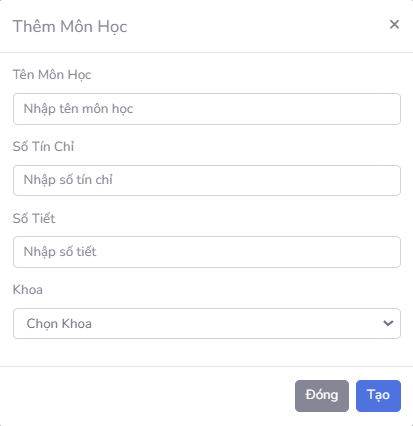 Thêm Môn Học
×
Tên Môn Học
Nhập tên môn học
Số Tín Chỉ
Nhập số tín chỉ
Số Tiết
Nhập số tiết
Khoa
Chọn Khoa
Đóng Tạo